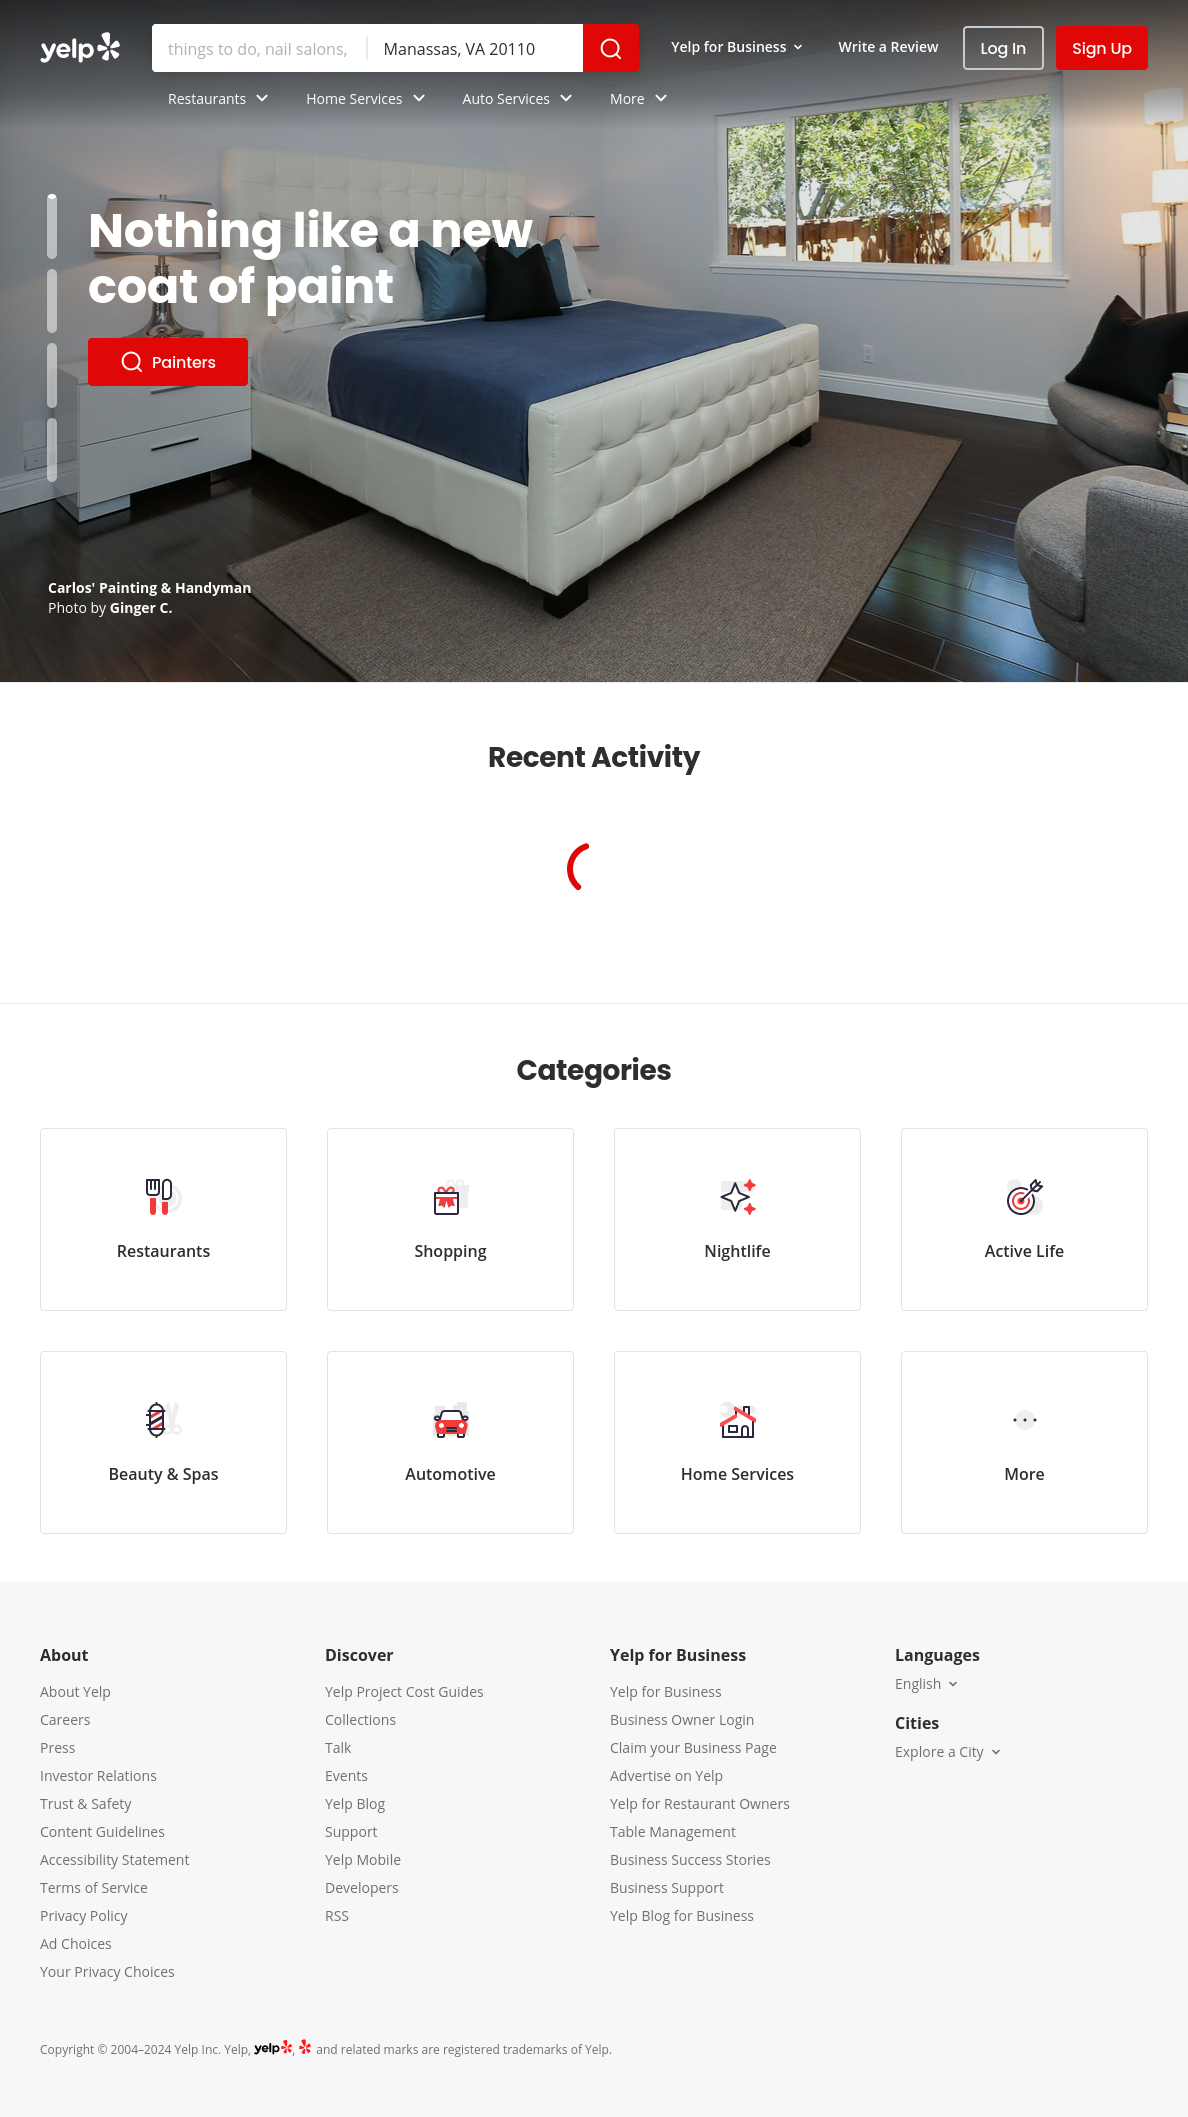 yelp
things to do, nail salons,
Manassas, VA 20110
Yelp for Business
Write a Review
Log In
Sign Up
Restaurants
Home Services
Auto Services
More
Nothing like a new
coat of paint
Painters
Carlos' Painting & Handyman
Photo by Ginger C.
Recent Activity
Categories
Restaurants
Shopping
Nightlife
Active Life
Beauty & Spas
Automotive
Home Services
More
About
About Yelp
Careers
Press
Investor Relations
Trust & Safety
Content Guidelines
Accessibility Statement
Terms of Service
Privacy Policy
Ad Choices
Your Privacy Choices
Discover
Yelp Project Cost Guides
Collections
Talk
Events
Yelp Blog
Support
Yelp Mobile
Developers
RSS
Yelp for Business
Yelp for Business
Business Owner Login
Claim your Business Page
Advertise on Yelp
Yelp for Restaurant Owners
Table Management
Business Success Stories
Business Support
Yelp Blog for Business
Languages
English
Cities
Explore a City
Copyright © 2004–2024 Yelp Inc. Yelp, yelp, and related marks are registered trademarks of Yelp.